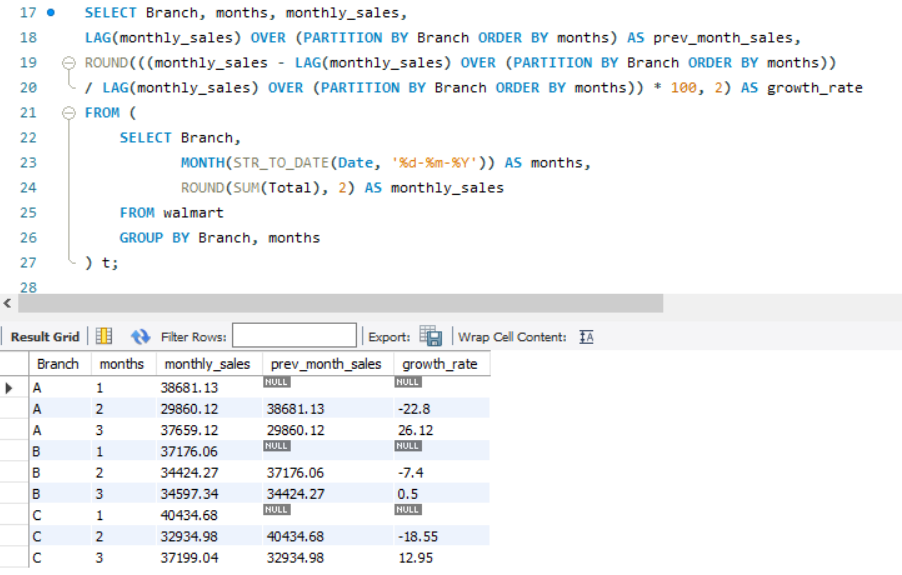 17 SELECT Branch, months, monthly_sales,
18 LAG(monthly_sales) OVER (PARTITION BY Branch ORDER BY months) AS prev_month_sales,
19 ROUND(((monthly_sales - LAG(monthly_sales) OVER (PARTITION BY Branch ORDER BY months))
20 / LAG(monthly_sales) OVER (PARTITION BY Branch ORDER BY months)) * 100, 2) AS growth_rate
21 FROM (
22 SELECT Branch,
23 MONTH(STR_TO_DATE(Date, '%d-%m-%Y')) AS months,
24 ROUND(SUM(Total), 2) AS monthly_sales
25 FROM walmart
26 GROUP BY Branch, months
27 ) t;
28
Result Grid Filter Rows: Export: Wrap Cell Content: IA
Branch months monthly_sales prev_month_sales growth_rate
A 1 38681.13 NULL NULL
A 2 29860.12 38681.13 -22.8
A 3 37659.12 29860.12 26.12
B 1 37176.06 NULL NULL
B 2 34424.27 37176.06 -7.4
B 3 34597.34 34424.27 0.5
C 1 40434.68 NULL NULL
C 2 32934.98 40434.68 -18.55
C 3 37199.04 32934.98 12.95